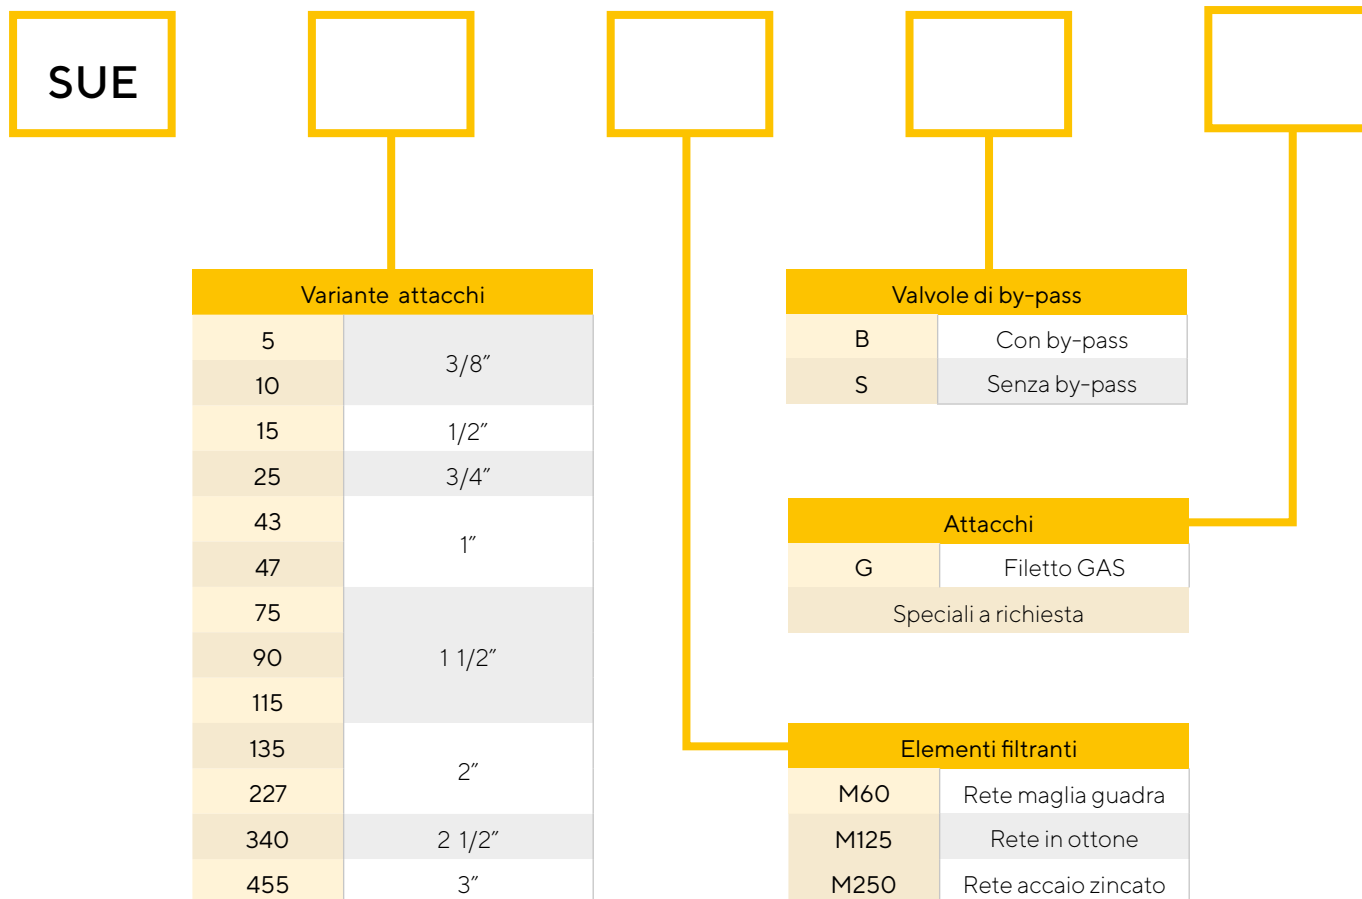 SUE
Variante attacchi
5
3/8″
10
15 1/2″
25 3/4″
43
1″
47
75
90 1 1/2″
115
135
2″
227
340 2 1/2″
455 3″
Valvole di by-pass
B Con by-pass
S Senza by-pass
Attacchi
G Filetto GAS
Speciali a richiesta
Elementi filtranti
M60 Rete maglia guadra
M125 Rete in ottone
M250 Rete accaio zincato